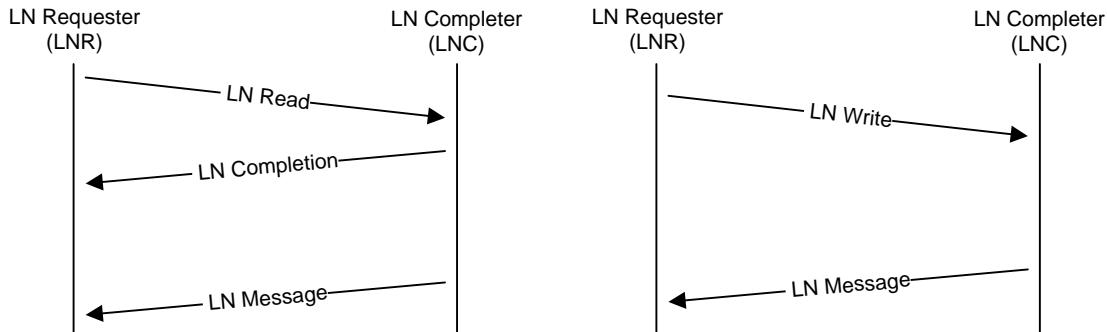 LN Requester
(LNR)
LN Completer
(LNC)
LN Read
LN Completion
LN Message
LN Requester
(LNR)
LN Completer
(LNC)
LN Write
LN Message